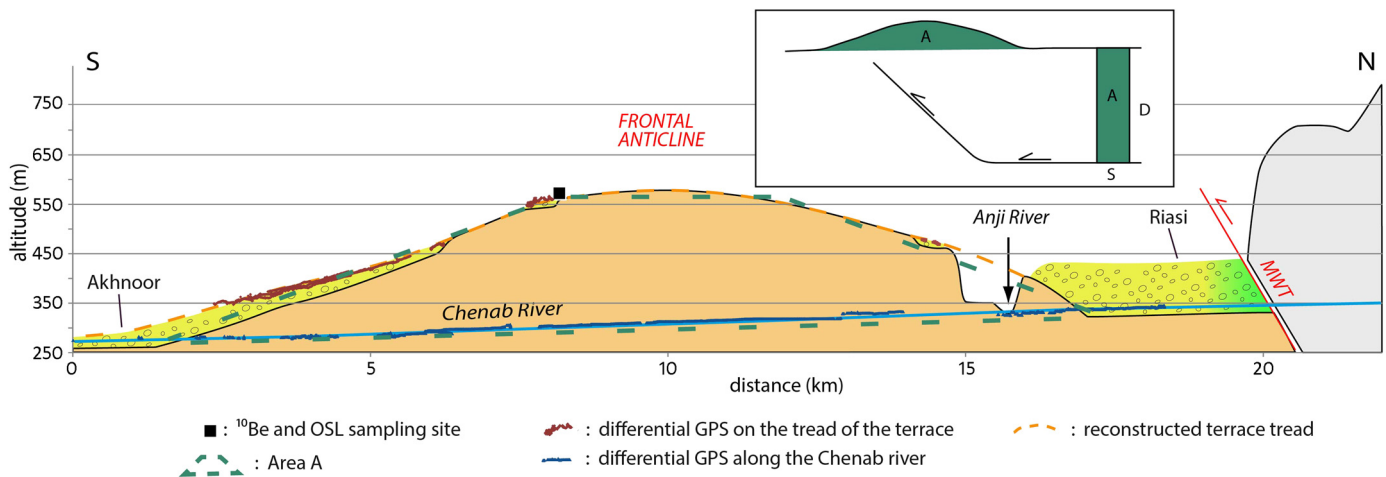 S
N
A
A
D
S
FRONTAL
ANTICLINE
750
650
550
450
350
250
altitude (m)
Anji River
Riasi
Akhnoor
MWT
Chenab River
0
5
10
15
20
distance (km)
: ¹⁰Be and OSL sampling site
: differential GPS on the tread of the terrace
: reconstructed terrace tread
: Area A
: differential GPS along the Chenab river